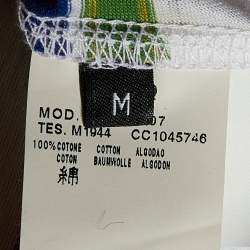 M
MOD. 07
TES. M1944 CC1045746
100%COTONE COTTON ALGODAO
COTON BAUMWOLLE ALGODON
綿